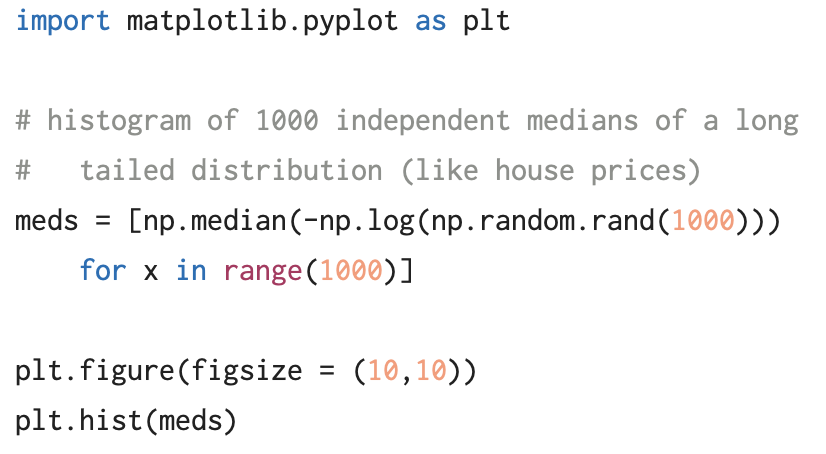 import matplotlib.pyplot as plt
# histogram of 1000 independent medians of a long
#   tailed distribution (like house prices)
meds = [np.median(-np.log(np.random.rand(1000)))
    for x in range(1000)]
plt.figure(figsize = (10,10))
plt.hist(meds)